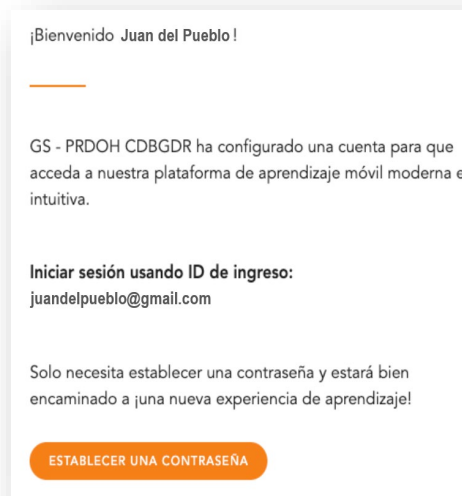 ¡Bienvenido Juan del Pueblo!
GS - PRDOH CDBGDR ha configurado una cuenta para que
acceda a nuestra plataforma de aprendizaje móvil moderna e
intuitiva.
Iniciar sesión usando ID de ingreso:
juandelpueblo@gmail.com
Solo necesita establecer una contraseña y estará bien
encaminado a ¡una nueva experiencia de aprendizaje!
ESTABLECER UNA CONTRASEÑA